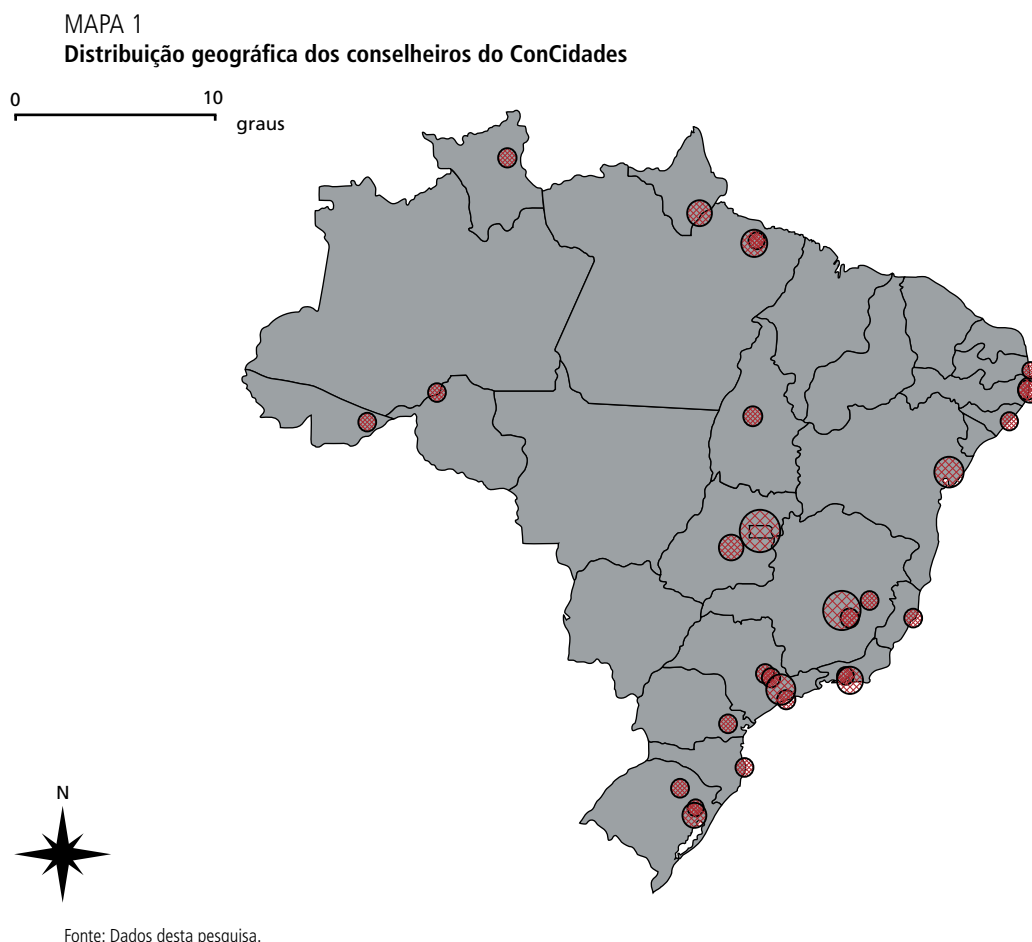 MAPA 1
Distribuição geográfica dos conselheiros do ConCidades
0 10
graus
N
Fonte: Dados desta pesquisa.